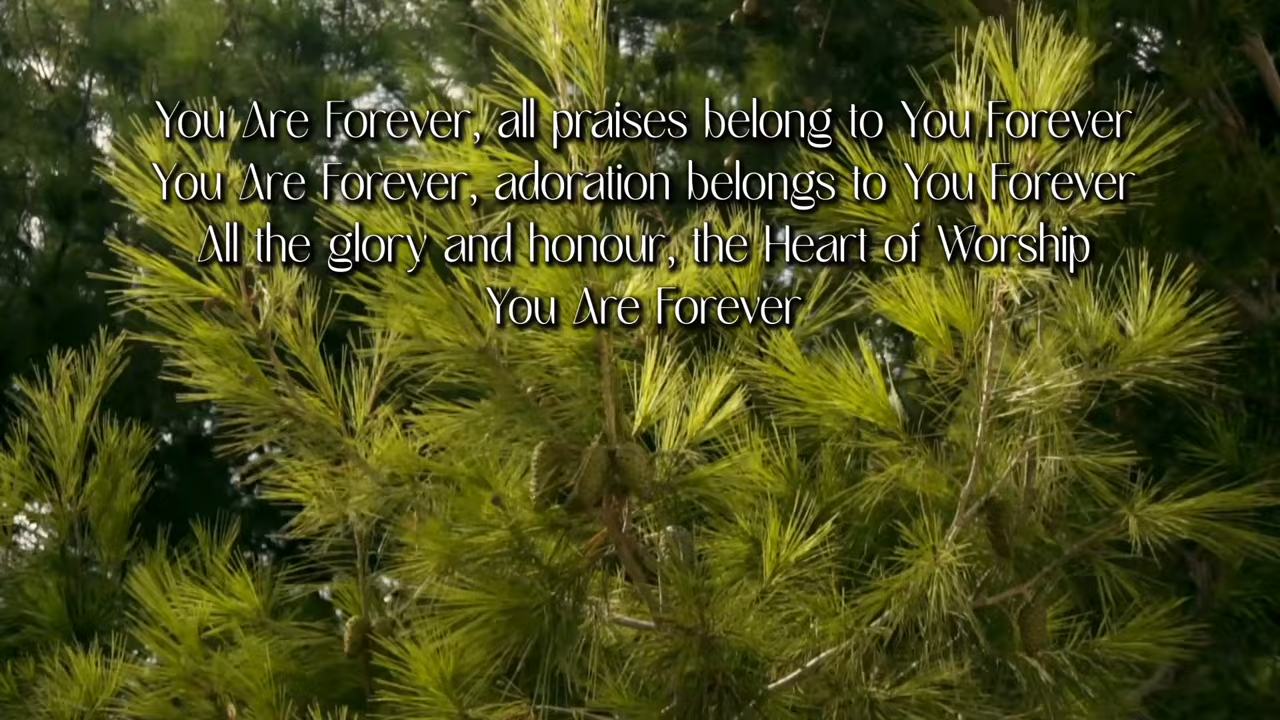 You Are Forever, all praises belong to You Forever
You Are Forever, adoration belongs to You Forever
All the glory and honour, the Heart of Worship
You Are Forever